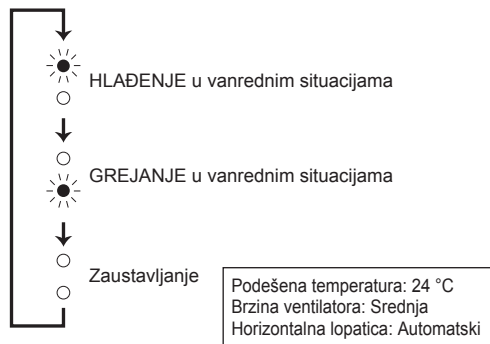 HLAĐENJE u vanrednim situacijama
GREJANJE u vanrednim situacijama
Zaustavljanje
Podešena temperatura: 24 °C
Brzina ventilatora: Srednja
Horizontalna lopatica: Automatski